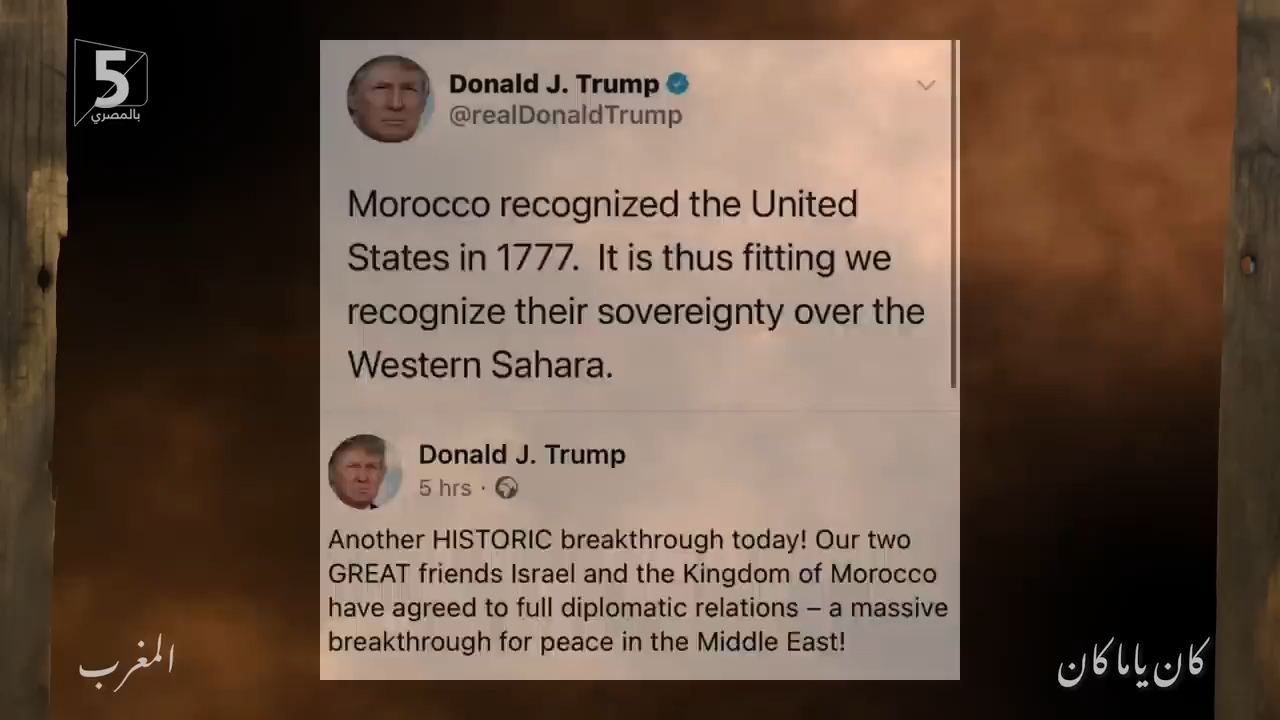 5
بالمصري
Donald J. Trump
@realDonaldTrump
Morocco recognized the United
States in 1777. It is thus fitting we
recognize their sovereignty over the
Western Sahara.
Donald J. Trump
5 hrs ·
Another HISTORIC breakthrough today! Our two
GREAT friends Israel and the Kingdom of Morocco
have agreed to full diplomatic relations – a massive
breakthrough for peace in the Middle East!
المغرب
كان ياما كان